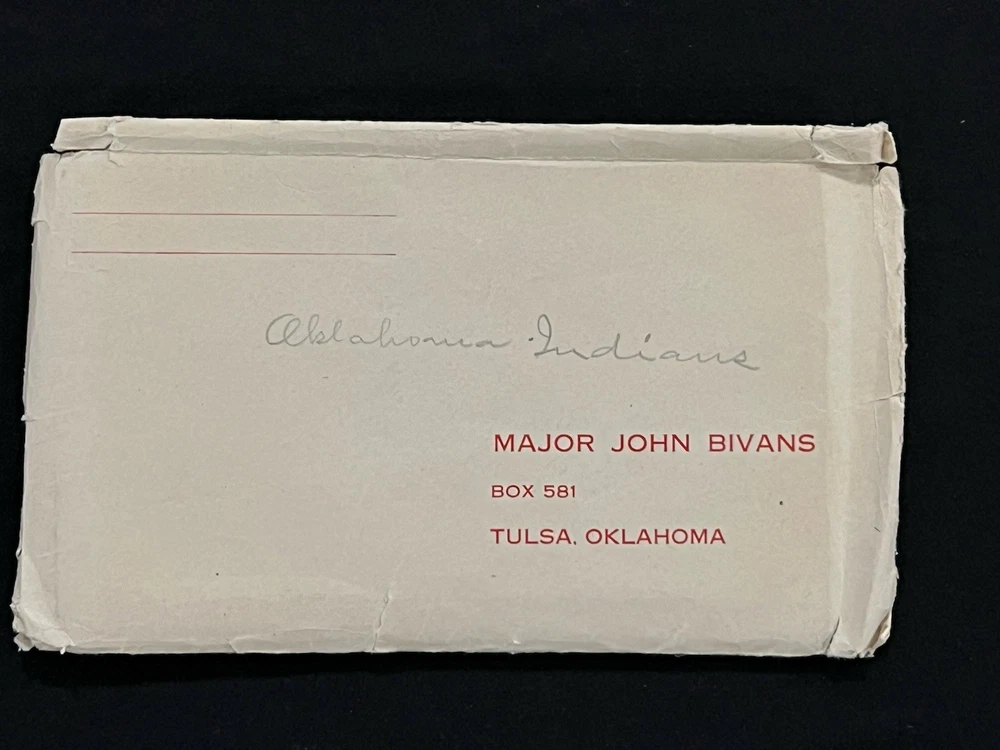 Oklahoma Indians
MAJOR JOHN BIVANS
BOX 581
TULSA, OKLAHOMA